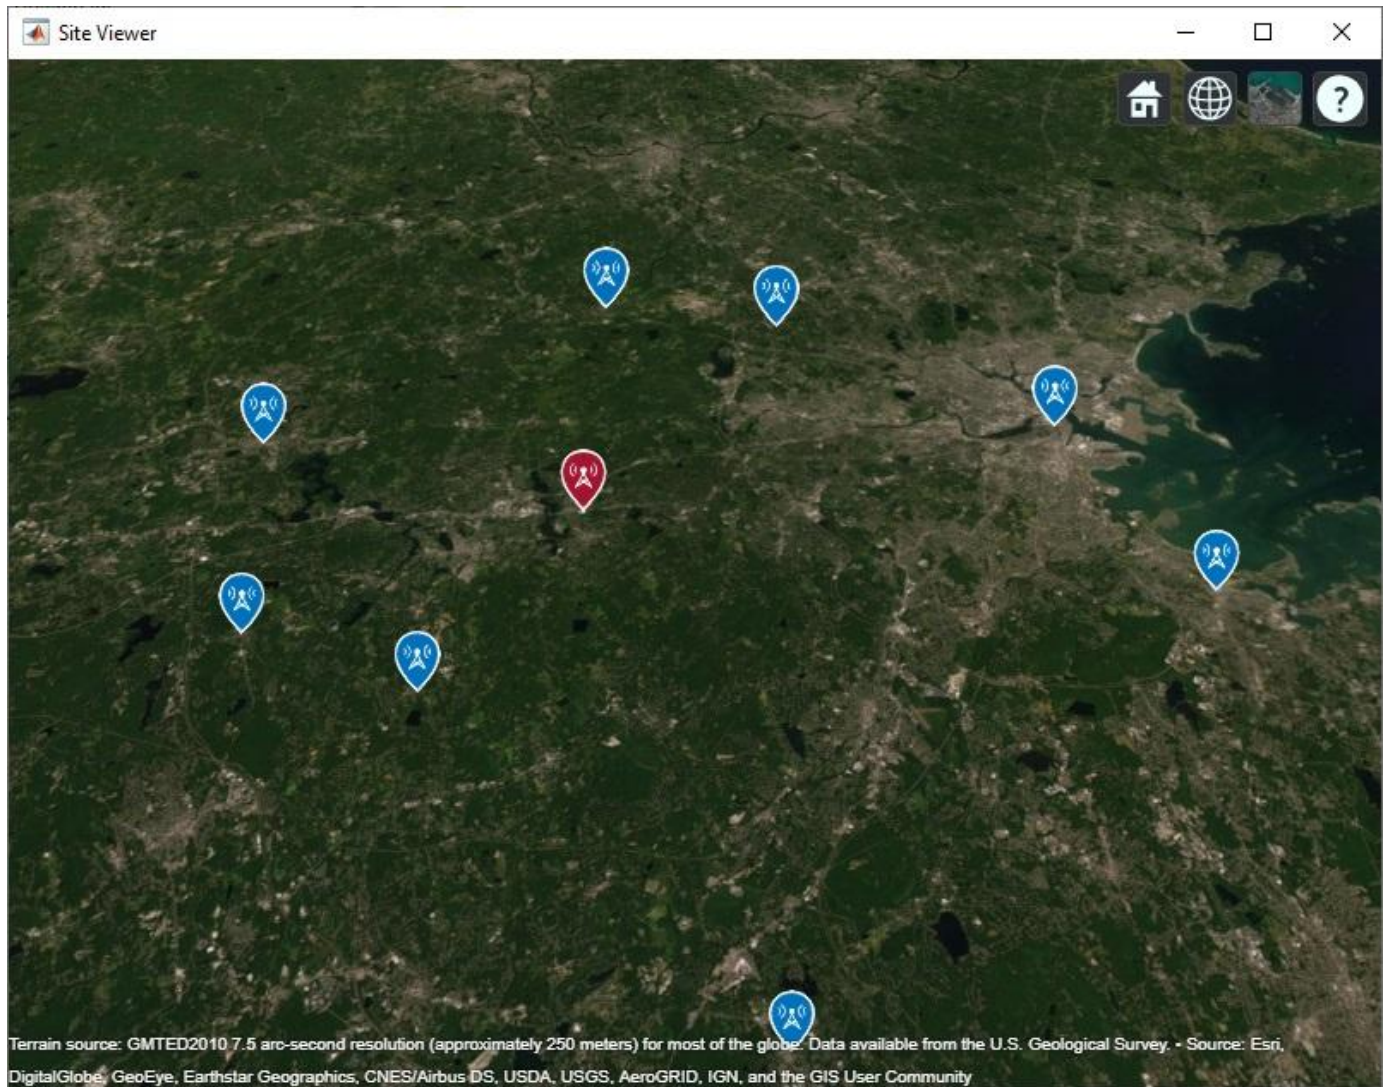 Site Viewer
?
Terrain source: GMTED2010 7.5 arc-second resolution (approximately 250 meters) for most of the globe. Data available from the U.S. Geological Survey. - Source: Esri,
DigitalGlobe, GeoEye, Earthstar Geographics, CNES/Airbus DS, USDA, USGS, AeroGRID, IGN, and the GIS User Community